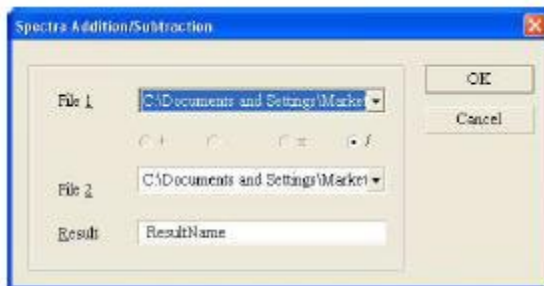 Spectra Addition/Subtraction
File 1
C:\Documents and Settings\Market
OK
+ - /
Cancel
File 2
C:\Documents and Settings\Market
Result
ResultName